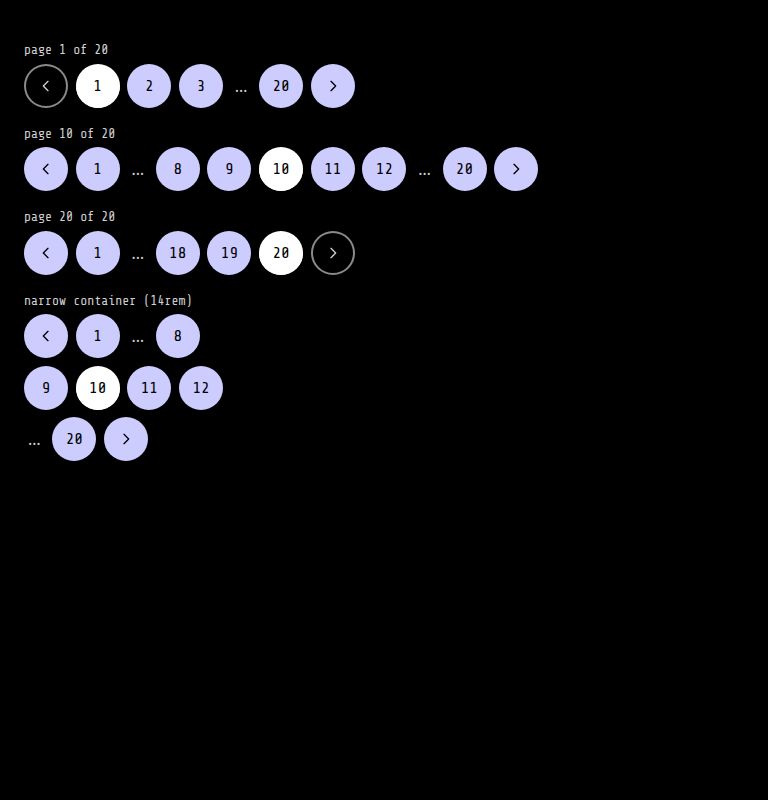 page 1 of 20
1 2 3 … 20
page 10 of 20
1 … 8 9 10 11 12 … 20
page 20 of 20
1 … 18 19 20
narrow container (14rem)
1 … 8
9 10 11 12
… 20